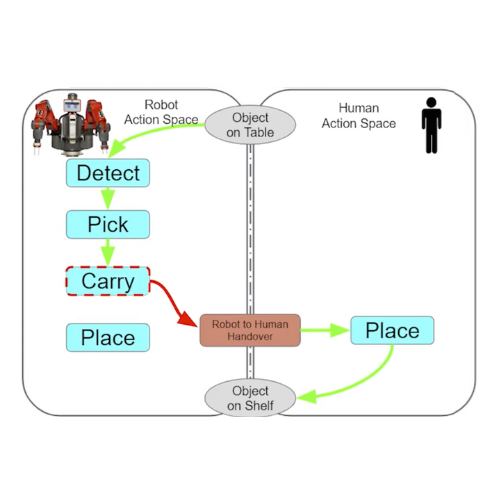 Robot
Action Space
Object
on Table
Human
Action Space
Detect
Pick
Carry
Place
Robot to Human
Handover
Place
Object
on Shelf